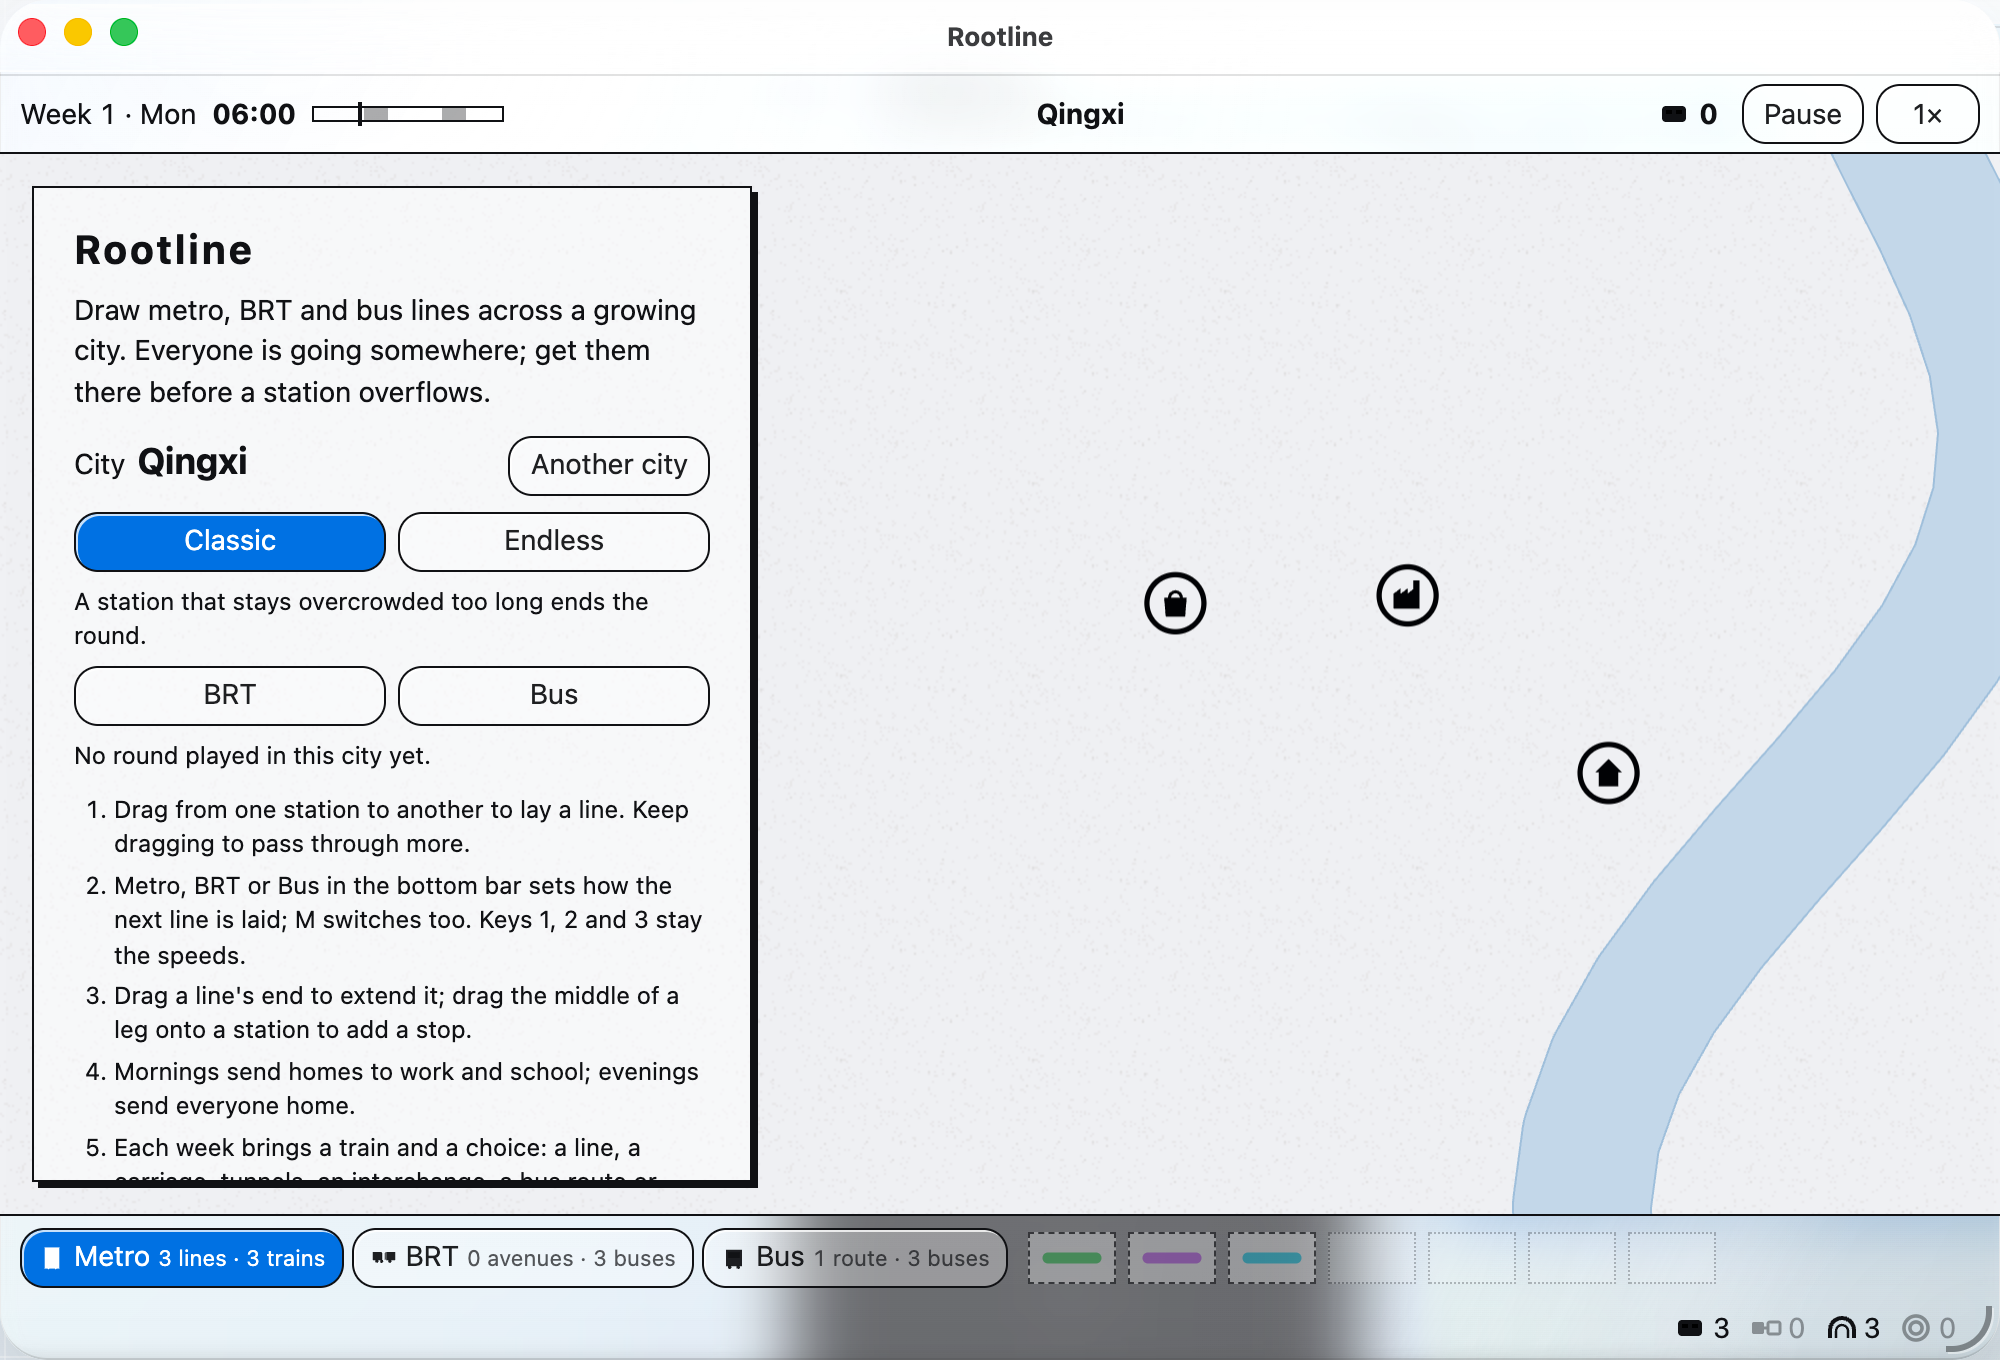 Rootline
Week 1 · Mon 06:00
Qingxi
0
Pause
1×
Rootline
Draw metro, BRT and bus lines across a growing
city. Everyone is going somewhere; get them
there before a station overflows.
City Qingxi
Another city
Classic
Endless
A station that stays overcrowded too long ends the
round.
BRT
Bus
No round played in this city yet.
1. Drag from one station to another to lay a line. Keep
dragging to pass through more.
2. Metro, BRT or Bus in the bottom bar sets how the
next line is laid; M switches too. Keys 1, 2 and 3 stay
the speeds.
3. Drag a line's end to extend it; drag the middle of a
leg onto a station to add a stop.
4. Mornings send homes to work and school; evenings
send everyone home.
5. Each week brings a train and a choice: a line, a
carriage, tunnels, an interchange, a bus route or
Metro 3 lines · 3 trains
BRT 0 avenues · 3 buses
Bus 1 route · 3 buses
3
0
3
0